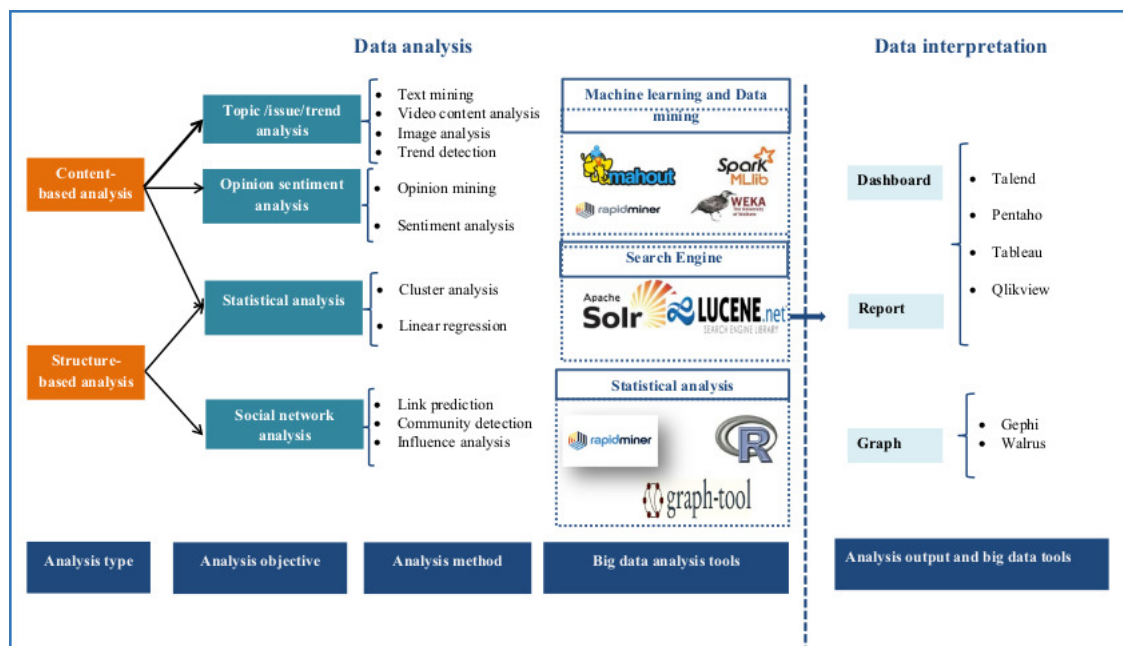 Data analysis
Data interpretation
Content-
based analysis
Structure-
based analysis
Topic /issue/trend
analysis
Opinion sentiment
analysis
Statistical analysis
Social network
analysis
• Text mining
• Video content analysis
• Image analysis
• Trend detection
• Opinion mining
• Sentiment analysis
• Cluster analysis
• Linear regression
• Link prediction
• Community detection
• Influence analysis
Machine learning and Data
mining
mahout
Spark
MLlib
rapidminer
WEKA
The University
of Waikato
Search Engine
Apache
Solr
LUCENE.net
SEARCH ENGINE LIBRARY
Statistical analysis
rapidminer
R
graph-tool
Dashboard
Report
• Talend
• Pentaho
• Tableau
• Qlikview
Graph
• Gephi
• Walrus
Analysis type
Analysis objective
Analysis method
Big data analysis tools
Analysis output and big data tools